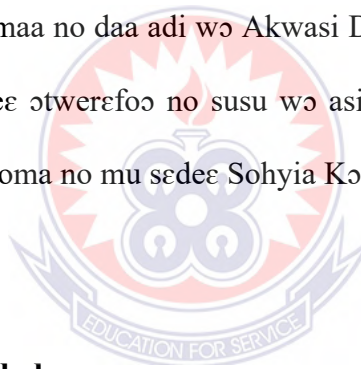 maa no daa adi wɔ Akwasi D
ɛɛ ɔtwerɛfoɔ no susu wɔ asi
oma no mu sɛdeɛ Sohyia Kɔ
EDUCATION FOR SERVICE